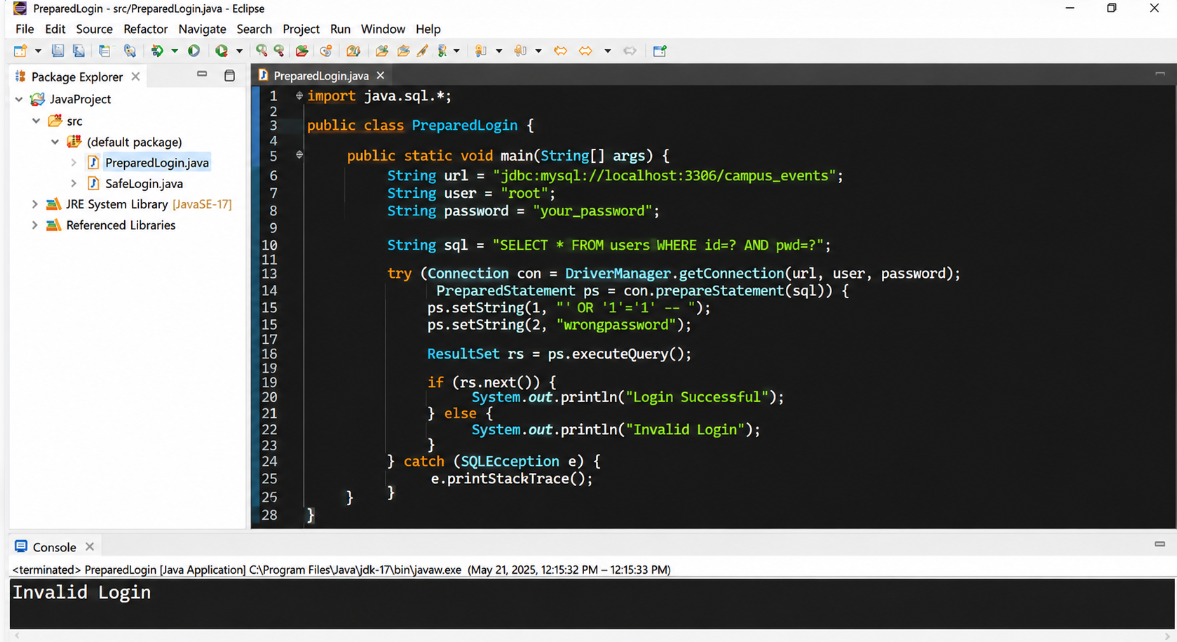 PreparedLogin - src/PreparedLogin.java - Eclipse
File Edit Source Refactor Navigate Search Project Run Window Help
Package Explorer
JavaProject
src
(default package)
PreparedLogin.java
SafeLogin.java
JRE System Library [JavaSE-17]
Referenced Libraries
PreparedLogin.java
1 import java.sql.*;
2
3 public class PreparedLogin {
4
5 public static void main(String[] args) {
6 String url = "jdbc:mysql://localhost:3306/campus_events";
7 String user = "root";
8 String password = "your_password";
9
10 String sql = "SELECT * FROM users WHERE id=? AND pwd=?";
11
13 try (Connection con = DriverManager.getConnection(url, user, password);
14 PreparedStatement ps = con.prepareStatement(sql)) {
15 ps.setString(1, "' OR '1'='1' -- ");
15 ps.setString(2, "wrongpassword");
17
18 ResultSet rs = ps.executeQuery();
19
19 if (rs.next()) {
20 System.out.println("Login Successful");
21 } else {
22 System.out.println("Invalid Login");
23 }
24 } catch (SQLEcception e) {
25 e.printStackTrace();
25 } }
28 }
Console
<terminated> PreparedLogin [Java Application] C:\Program Files\Java\jdk-17\bin\javaw.exe (May 21, 2025, 12:15:32 PM – 12:15:33 PM)
Invalid Login